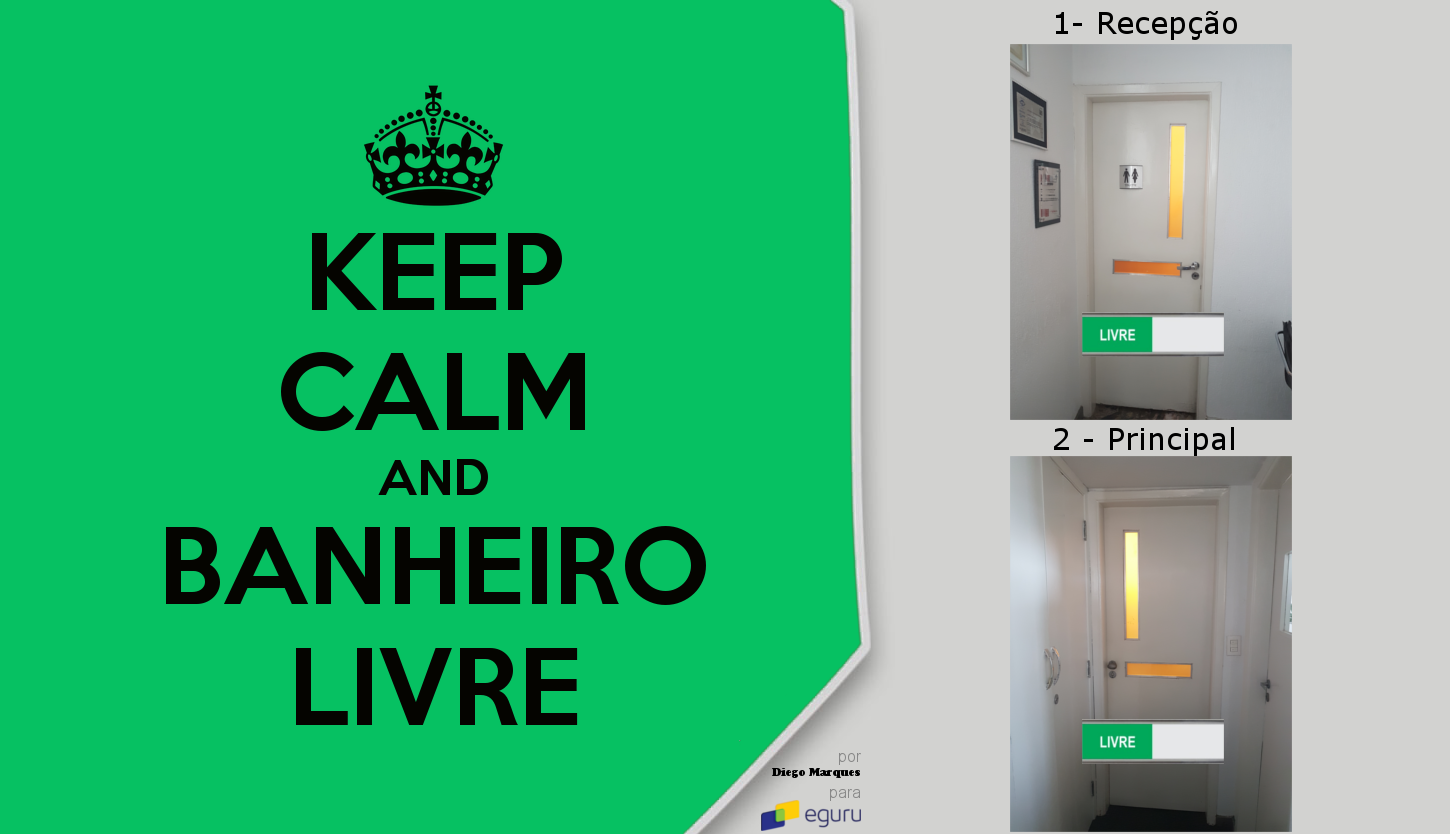 KEEP
CALM
AND
BANHEIRO
LIVRE
por
Diego Marques
para
eguru
1- Recepção
LIVRE
2 - Principal
LIVRE